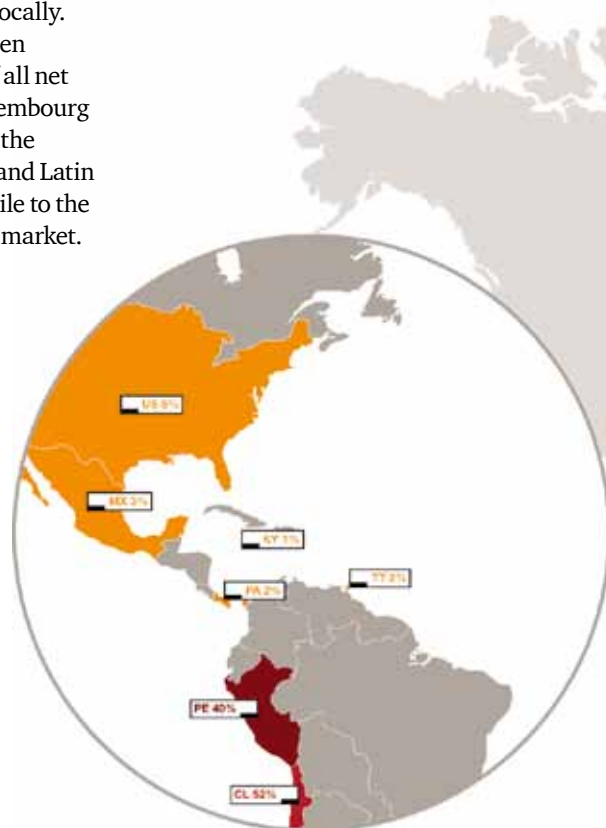 ocally.
en
all net
embourg
the
and Latin
ile to the
market.
US 6%
MX 3%
KY 1%
PA 2%
TT 2%
PE 40%
CL 52%